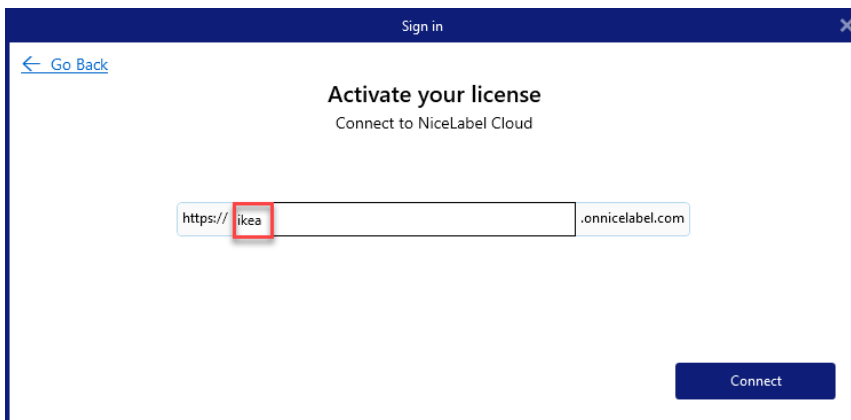 Sign in
Go Back
Activate your license
Connect to NiceLabel Cloud
https:// ikea .onnicelabel.com
Connect